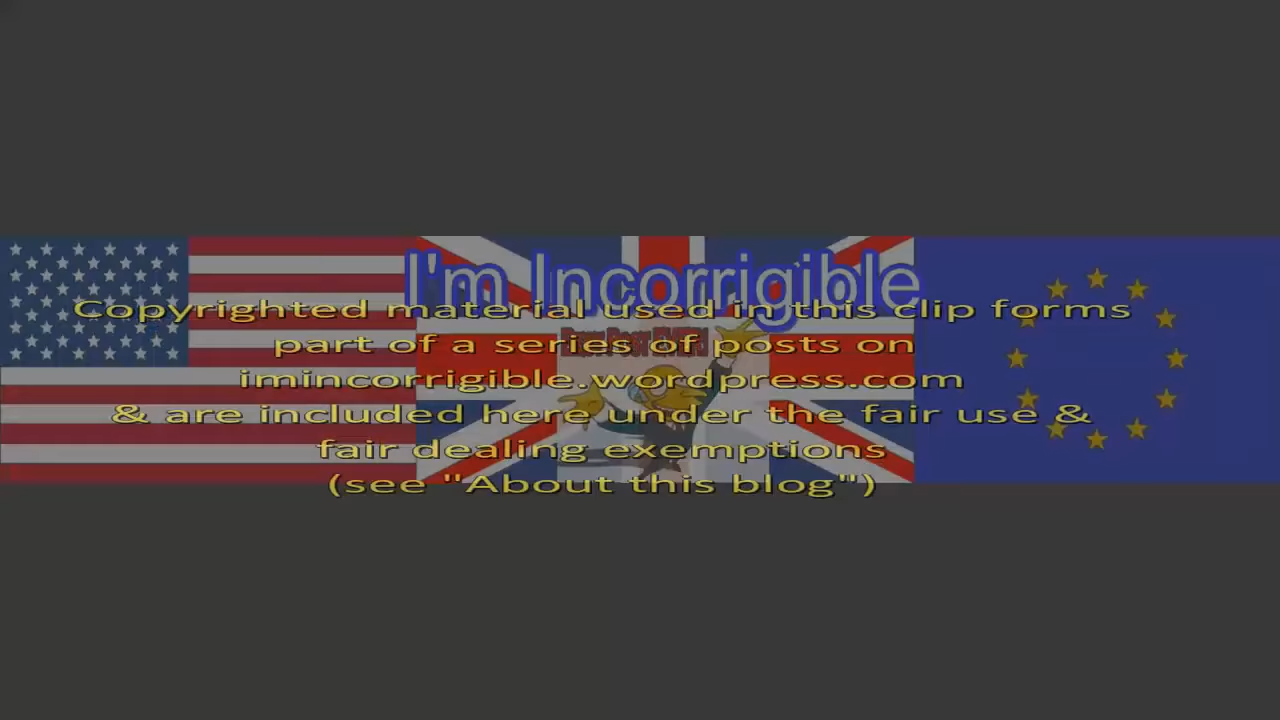 I'm Incorrigible
Copyrighted material used in this clip forms
part of a series of posts on
imincorrigible.wordpress.com
& are included here under the fair use &
fair dealing exemptions
(see "About this blog")